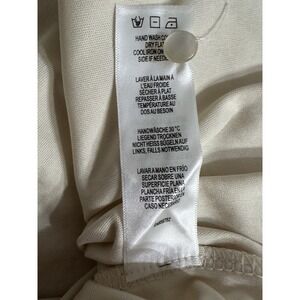 HAND WASH CO
DRY FLAT
COOL IRON ON
SIDE IF NEED
LAVER À LA MAIN À
L'EAU FROIDE
SÉCHER À PLAT
REPASSER À BASSE
TEMPÉRATURE AU
DOS AU BESOIN
HANDWÄSCHE 30 °C
LIEGEND TROCKNEN
NICHT HEISS BÜGELN AUF
LINKS, FALLS NOTWENDIG
LAVAR A MANO EN FRÍO
SECAR SOBRE UNA
SUPERFICIE PLANA
PLANCHA FRÍA EN
PARTE POSTERIOR
CASO NECES